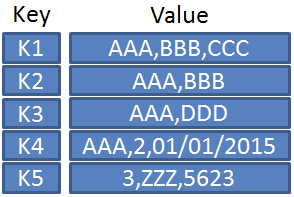 Key Value
K1 AAA,BBB,CCC
K2 AAA,BBB
K3 AAA,DDD
K4 AAA,2,01/01/2015
K5 3,ZZZ,5623